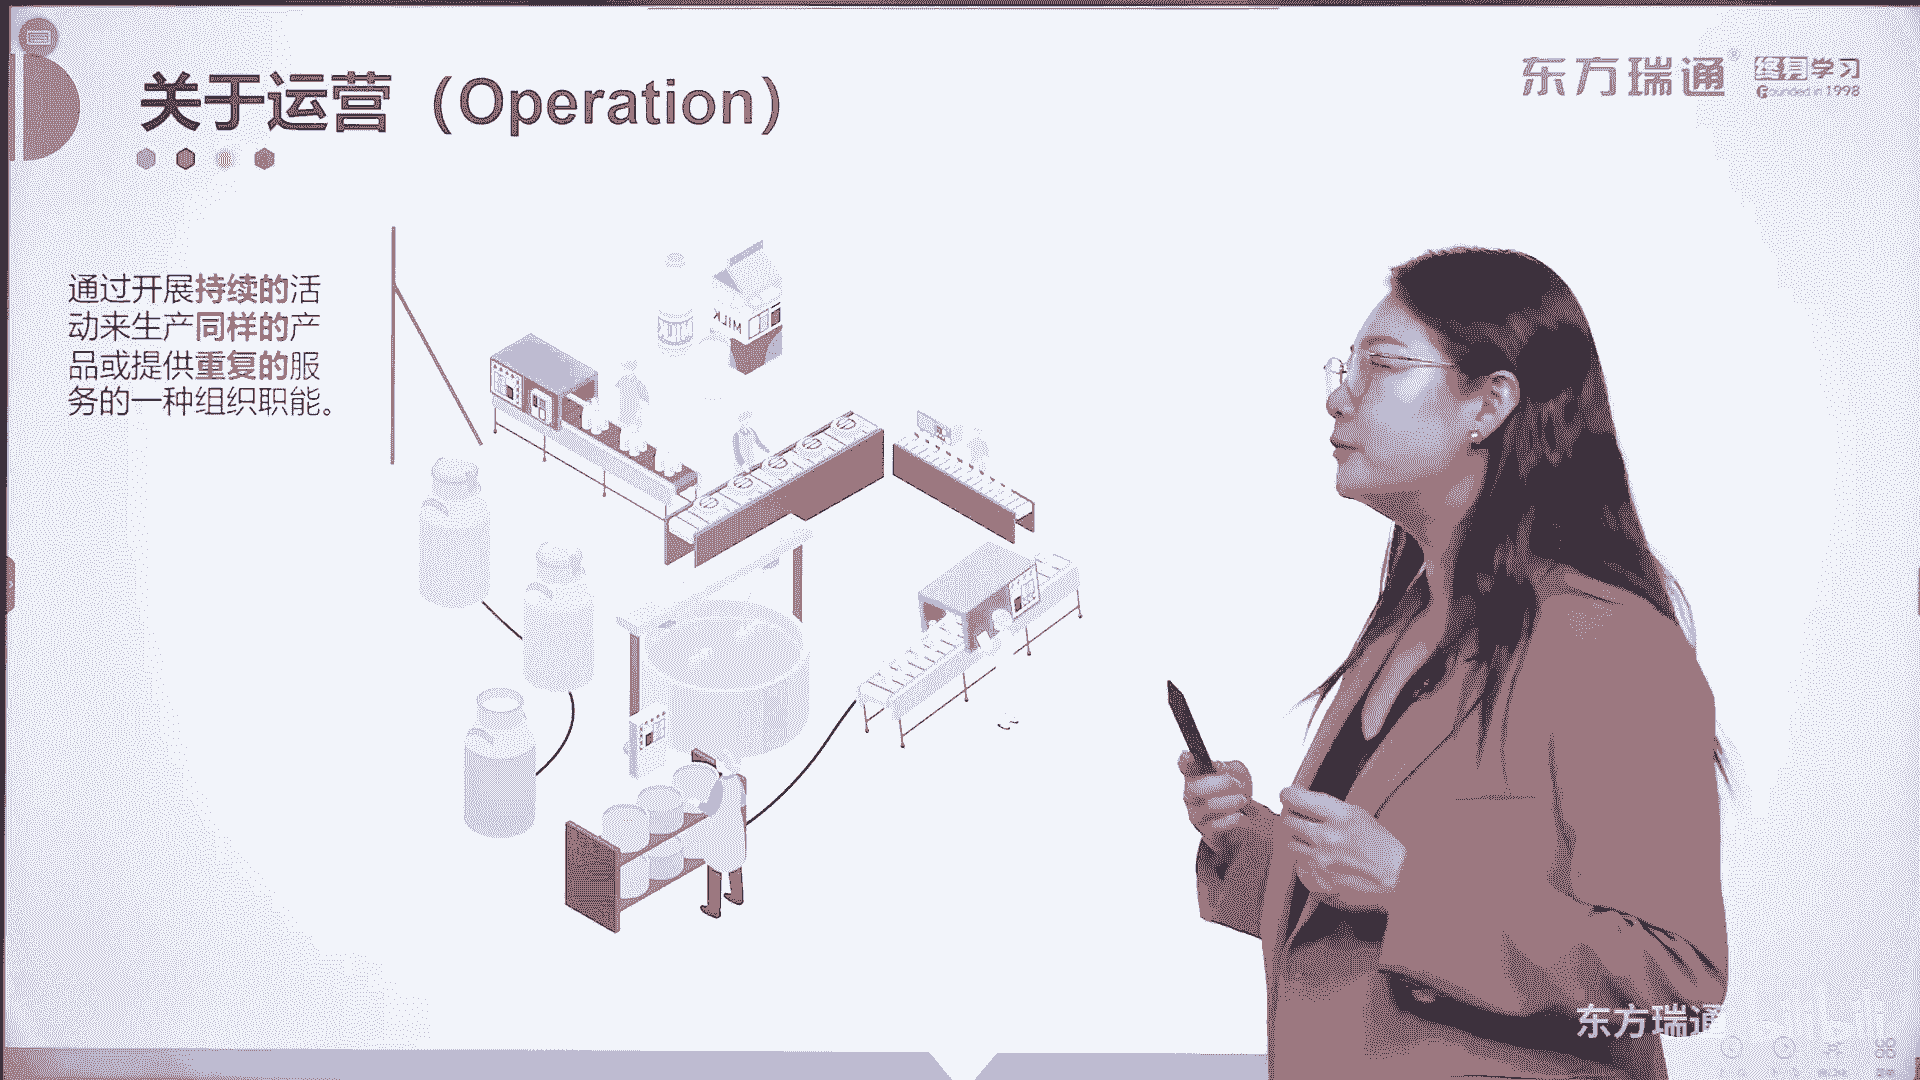 关于运营（Operation）
东方瑞通®
终身学习
Founded in 1998
通过开展持续的活
动来生产同样的产
品或提供重复的服
务的一种组织职能。
MILK
东方瑞通